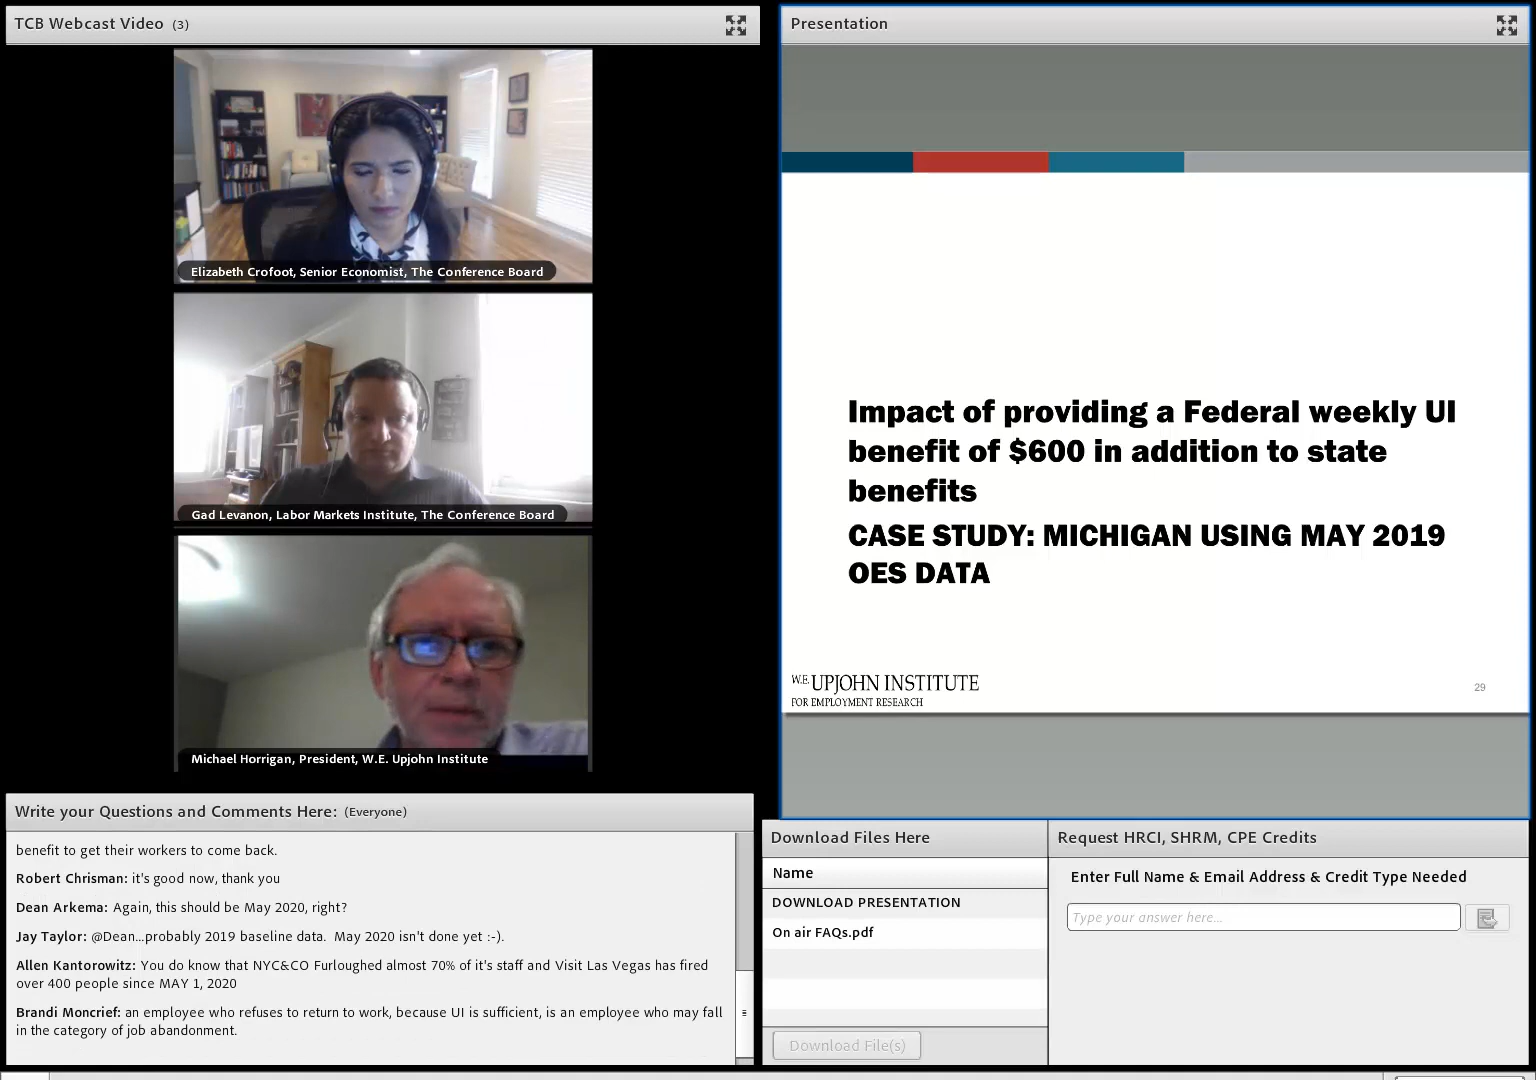 TCB Webcast Video (3)
Elizabeth Crofoot, Senior Economist, The Conference Board
Gad Levanon, Labor Markets Institute, The Conference Board
Michael Horrigan, President, W.E. Upjohn Institute
Presentation
Impact of providing a Federal weekly UI
benefit of $600 in addition to state
benefits
CASE STUDY: MICHIGAN USING MAY 2019
OES DATA
W.E. UPJOHN INSTITUTE
FOR EMPLOYMENT RESEARCH
29
Write your Questions and Comments Here: (Everyone)
benefit to get their workers to come back.
Robert Chrisman: it's good now, thank you
Dean Arkema: Again, this should be May 2020, right?
Jay Taylor: @Dean...probably 2019 baseline data. May 2020 isn't done yet :-).
Allen Kantorowitz: You do know that NYC&CO Furloughed almost 70% of it's staff and Visit Las Vegas has fired
over 400 people since MAY 1, 2020
Brandi Moncrief: an employee who refuses to return to work, because UI is sufficient, is an employee who may fall
in the category of job abandonment.
Download Files Here
Name
DOWNLOAD PRESENTATION
On air FAQs.pdf
Download File(s)
Request HRCI, SHRM, CPE Credits
Enter Full Name & Email Address & Credit Type Needed
Type your answer here...